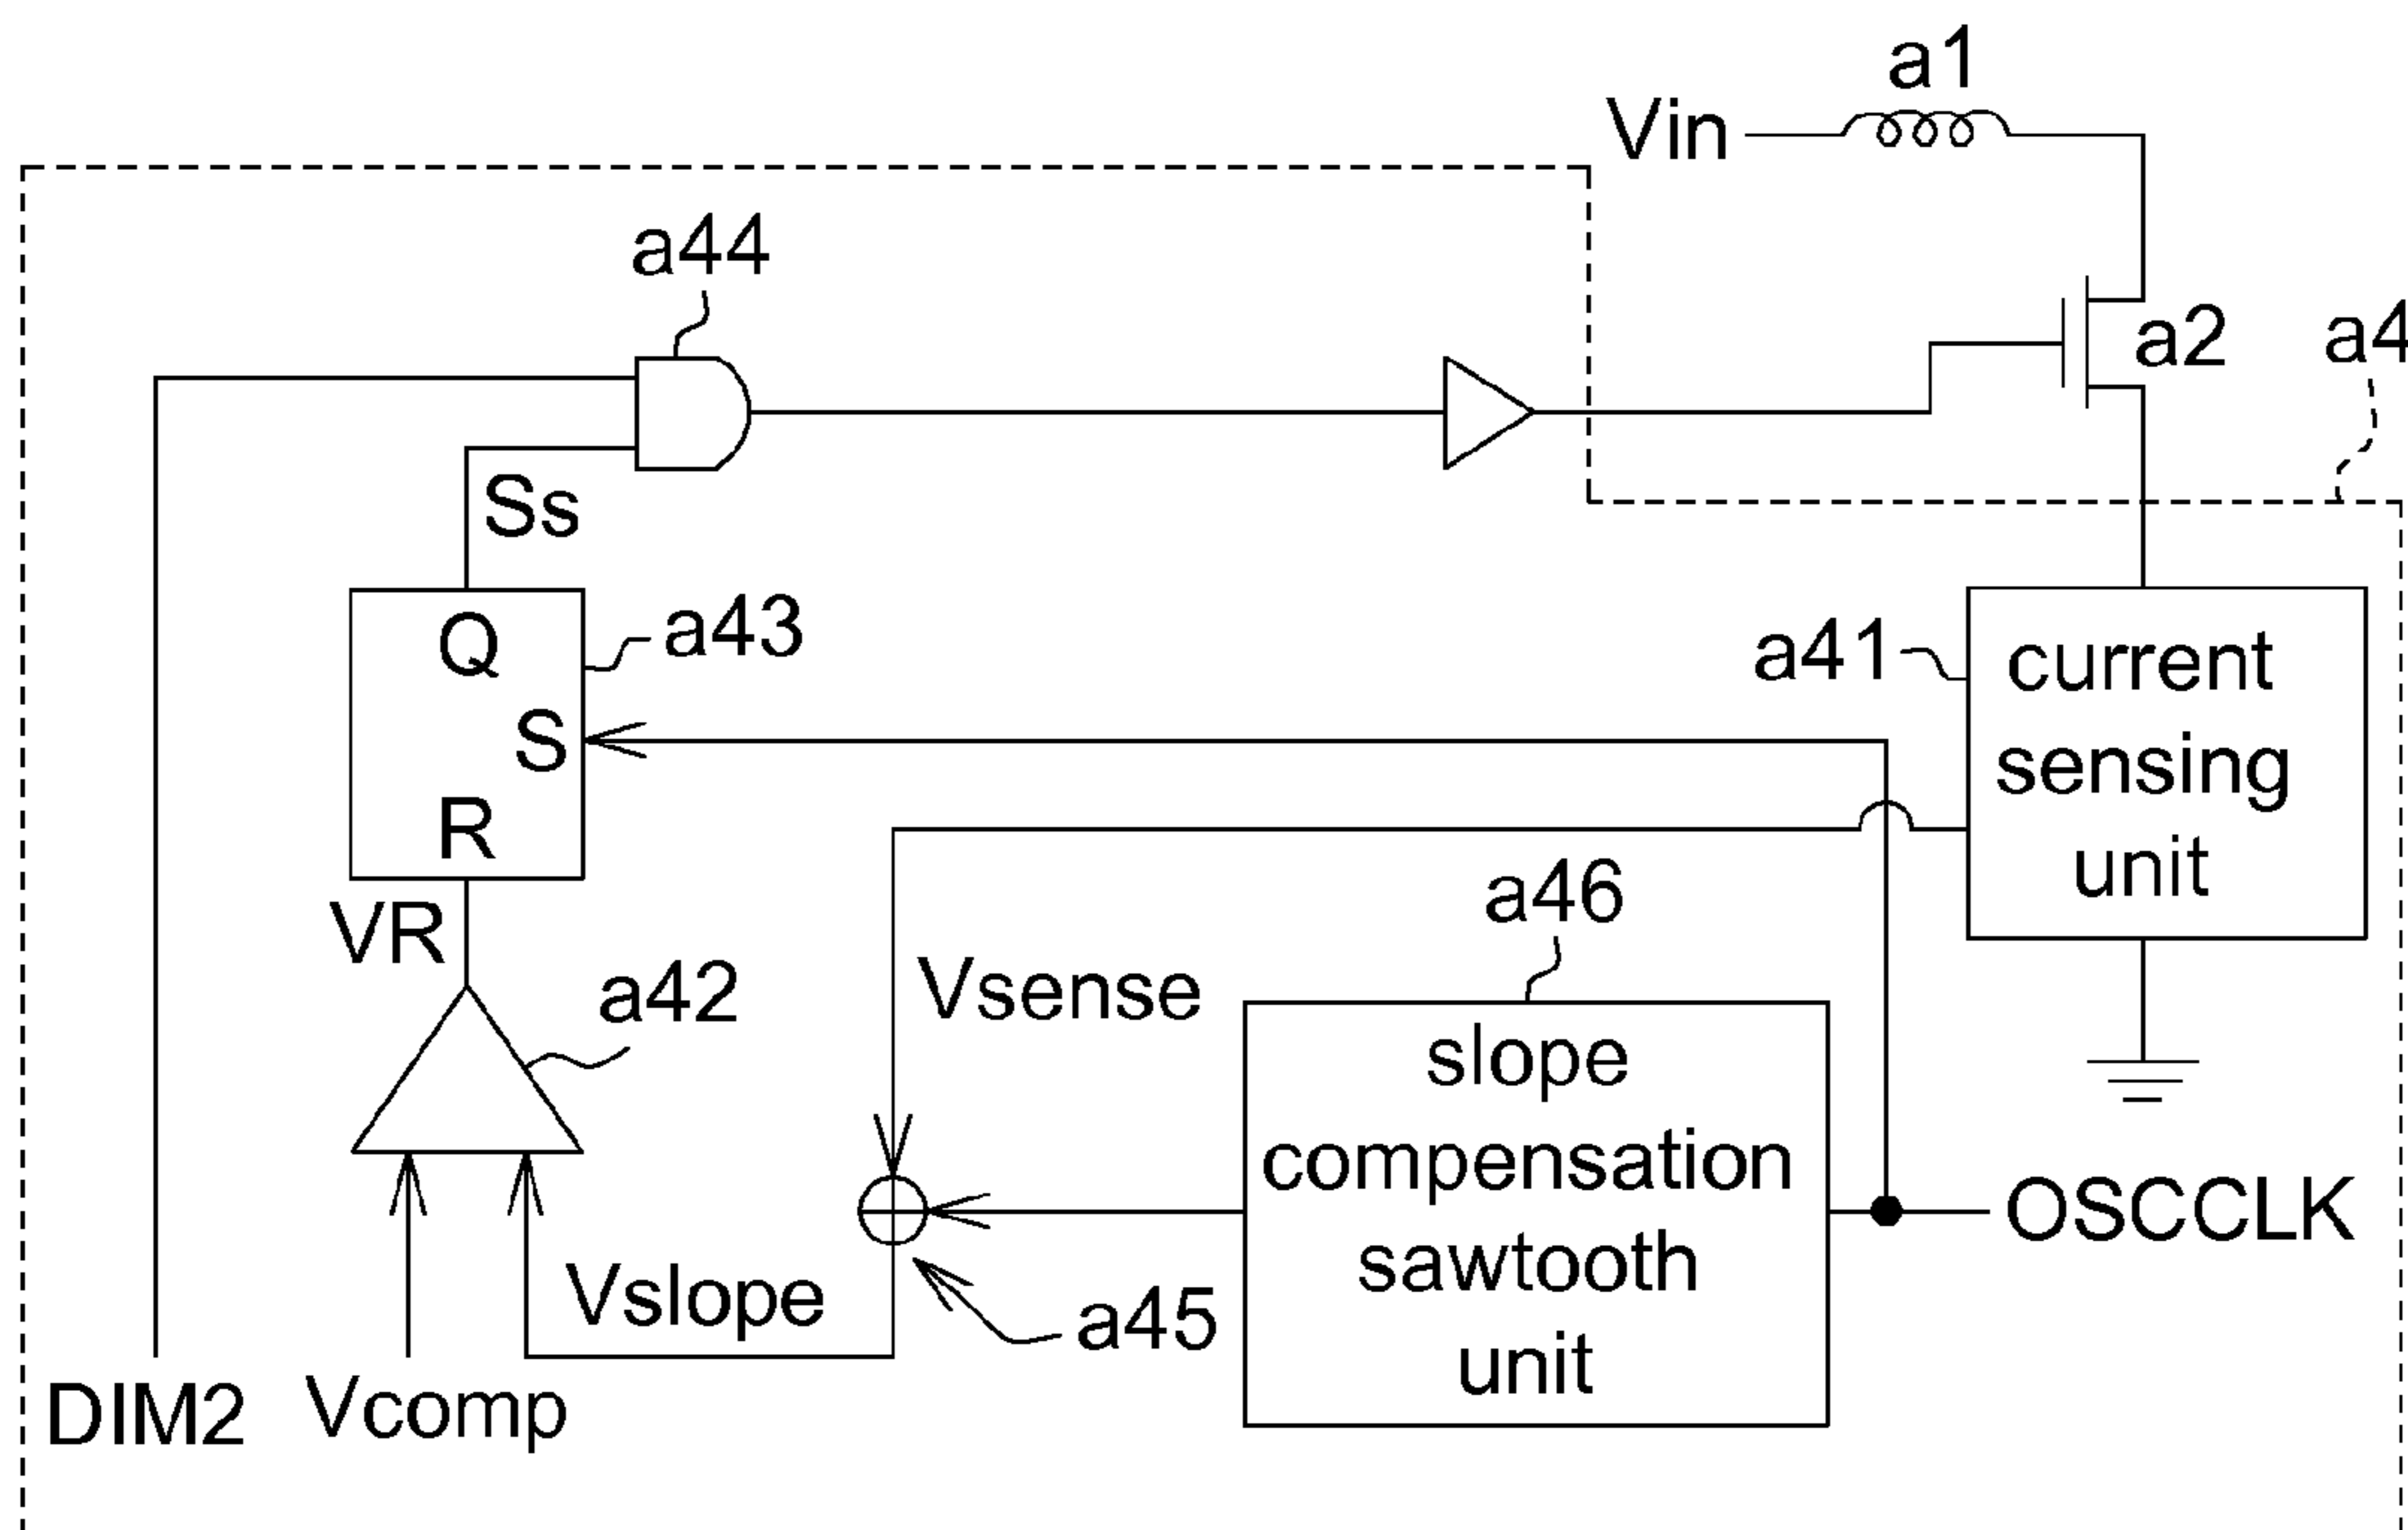 a1
Vin
a44
a2
a4
Ss
Q
a43
S
R
a41
current
sensing
unit
VR
a42
Vsense
a46
slope
compensation
sawtooth
unit
OSCCLK
Vslope
a45
DIM2
Vcomp